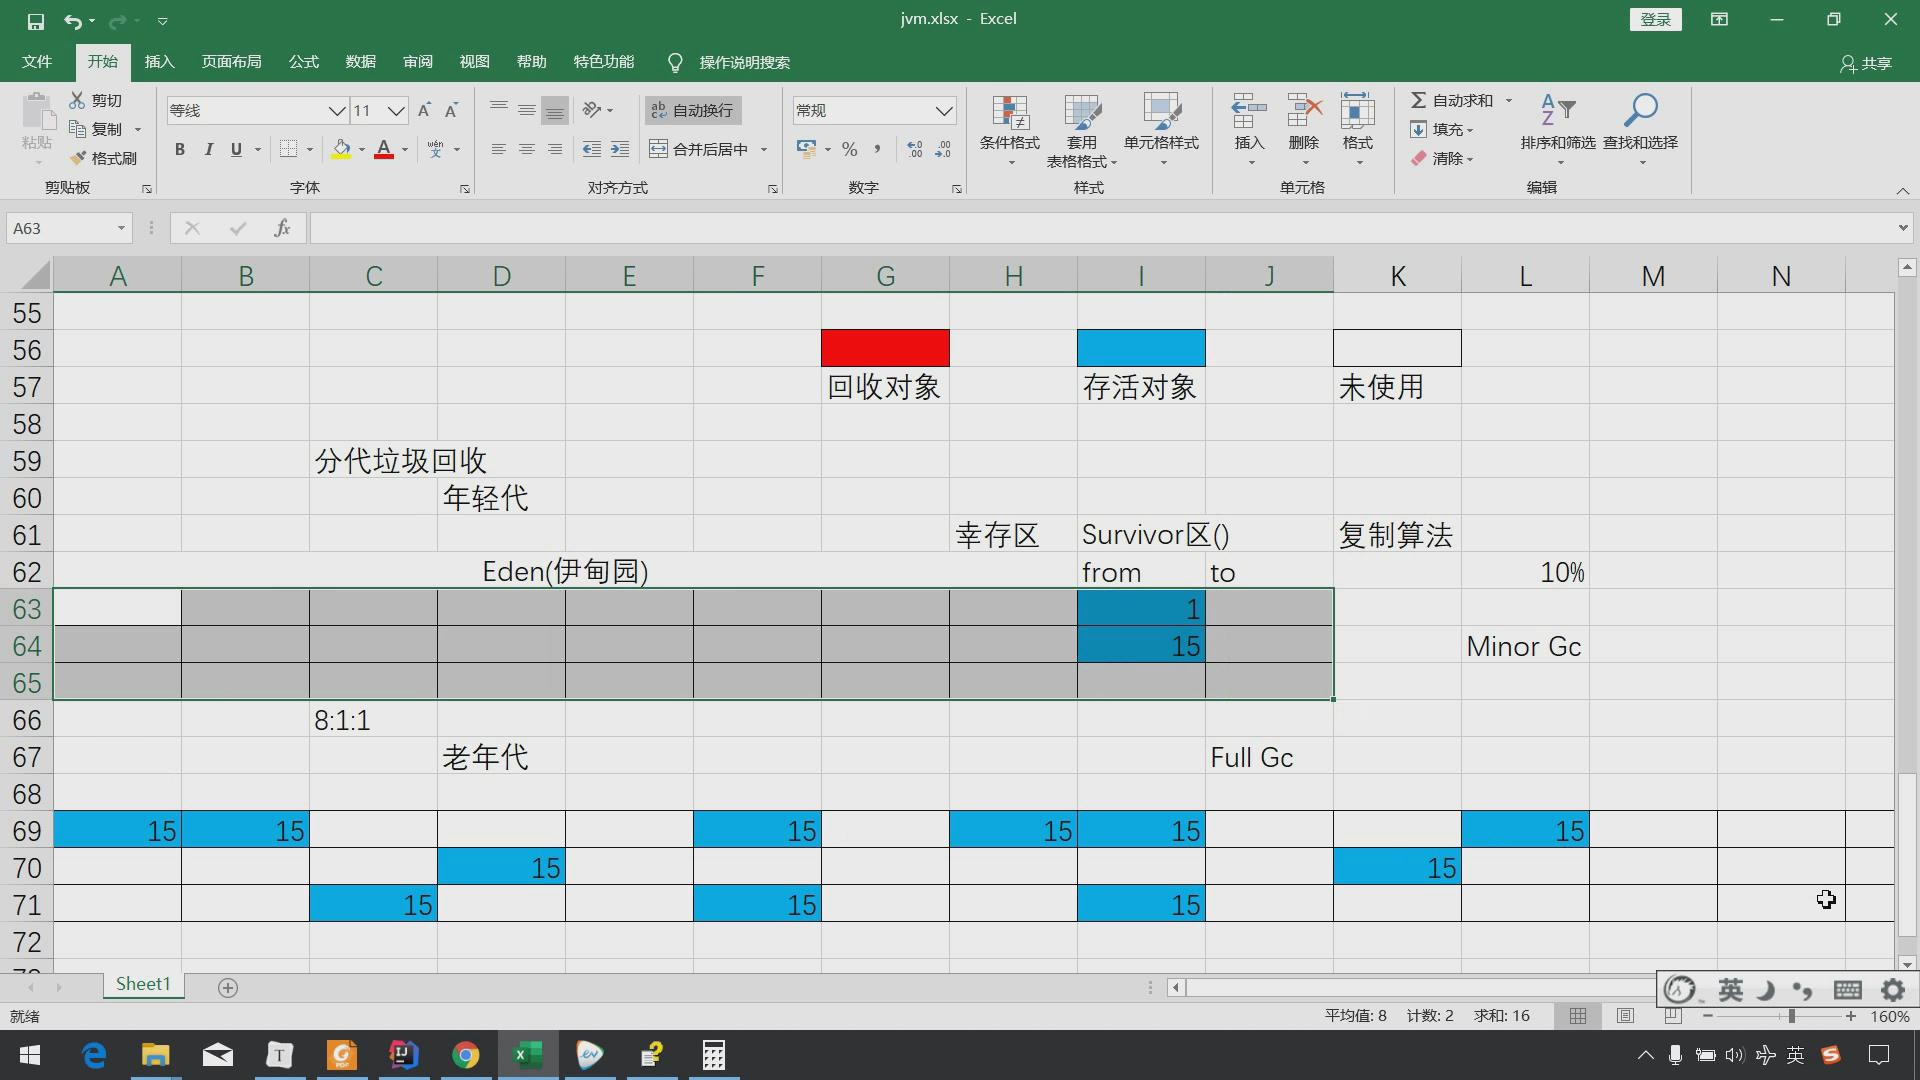 jvm.xlsx - Excel
登录
文件 开始 插入 页面布局 公式 数据 审阅 视图 帮助 特色功能 操作说明搜索 共享
粘贴 剪切 复制 格式刷 剪贴板
等线 11 B I U A wén 文 字体
ab 自动换行 合并后居中 对齐方式
常规 % , .00 数字
条件格式 套用 表格格式 单元格样式 样式
插入 删除 格式 单元格
自动求和 填充 清除 排序和筛选 查找和选择 编辑
A63 fx
A B C D E F G H I J K L M N
55
56
57 回收对象 存活对象 未使用
58
59 分代垃圾回收
60 年轻代
61 幸存区 Survivor区() 复制算法
62 Eden(伊甸园) from to 10%
63 1
64 15 Minor Gc
65
66 8:1:1
67 老年代 Full Gc
68
69 15 15 15 15 15 15
70 15 15
71 15 15 15
72
Sheet1
英
就绪 平均值: 8 计数: 2 求和: 16 160%
英